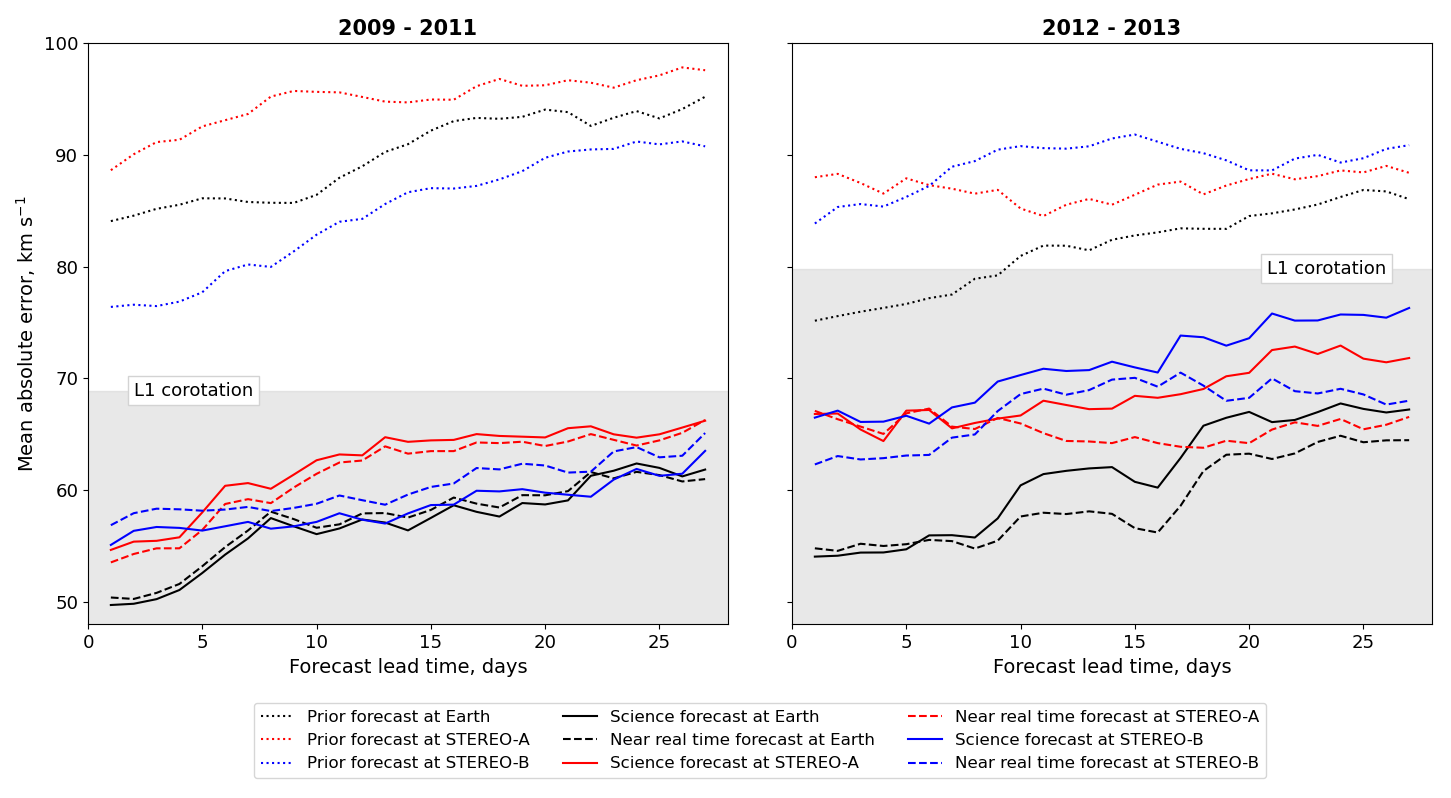 2009 - 2011
2012 - 2013
Mean absolute error, km s⁻¹
100
90
80
70
60
50
L1 corotation
L1 corotation
0 5 10 15 20 25
0 5 10 15 20 25
Forecast lead time, days
Forecast lead time, days
Prior forecast at Earth
Prior forecast at STEREO-A
Prior forecast at STEREO-B
Science forecast at Earth
Near real time forecast at Earth
Science forecast at STEREO-A
Near real time forecast at STEREO-A
Science forecast at STEREO-B
Near real time forecast at STEREO-B